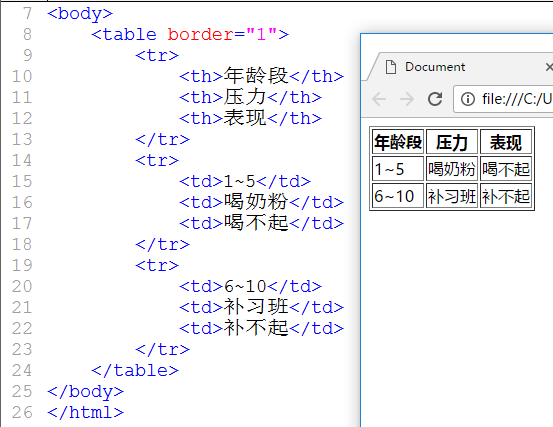 7 <body>
8 <table border="1">
9 <tr>
10 <th>年龄段</th>
11 <th>压力</th>
12 <th>表现</th>
13 </tr>
14 <tr>
15 <td>1~5</td>
16 <td>喝奶粉</td>
17 <td>喝不起</td>
18 </tr>
19 <tr>
20 <td>6~10</td>
21 <td>补习班</td>
22 <td>补不起</td>
23 </tr>
24 </table>
25 </body>
26 </html>
Document
file:///C:/U
年龄段 压力 表现
1~5 喝奶粉 喝不起
6~10 补习班 补不起